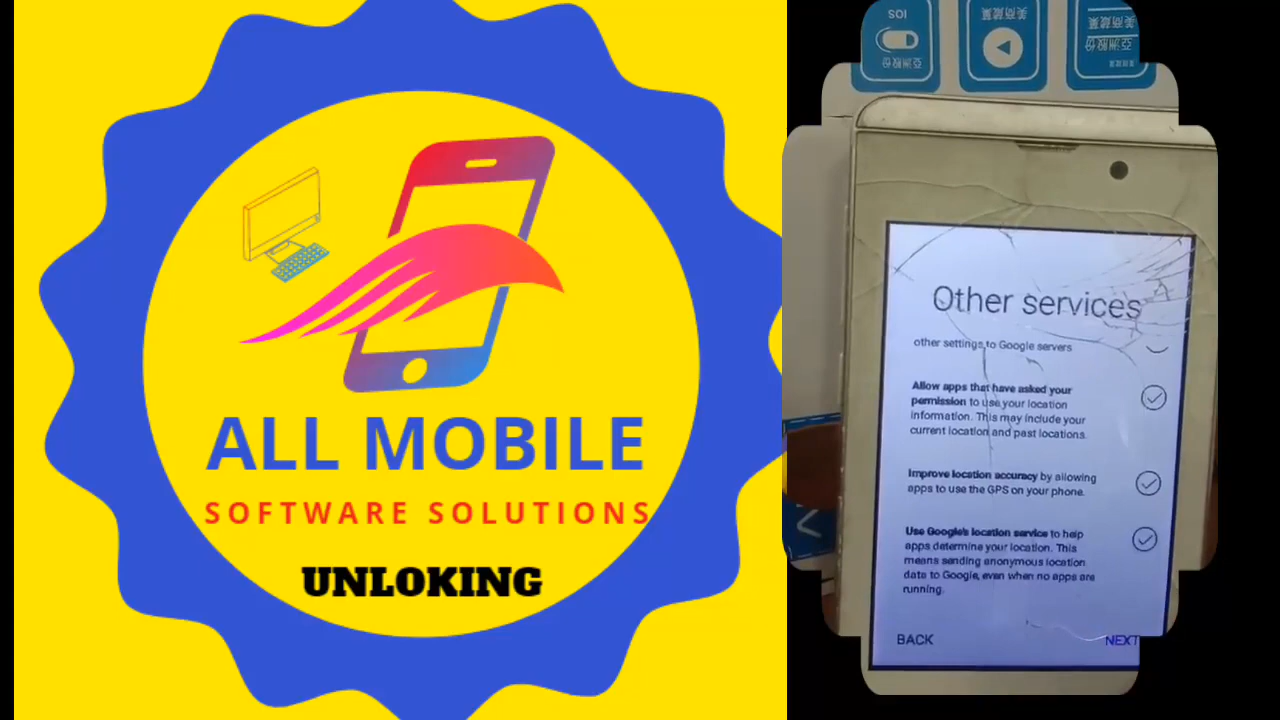 ALL MOBILE
SOFTWARE SOLUTIONS
UNLOKING
IOS
Other services
other settings to Google servers
Allow apps that have asked your
permission to use your location
information. This may include your
current location and past locations.
Improve location accuracy by allowing
apps to use the GPS on your phone.
Use Google's location service to help
apps determine your location. This
means sending anonymous location
data to Google, even when no apps are
running.
BACK
NEXT